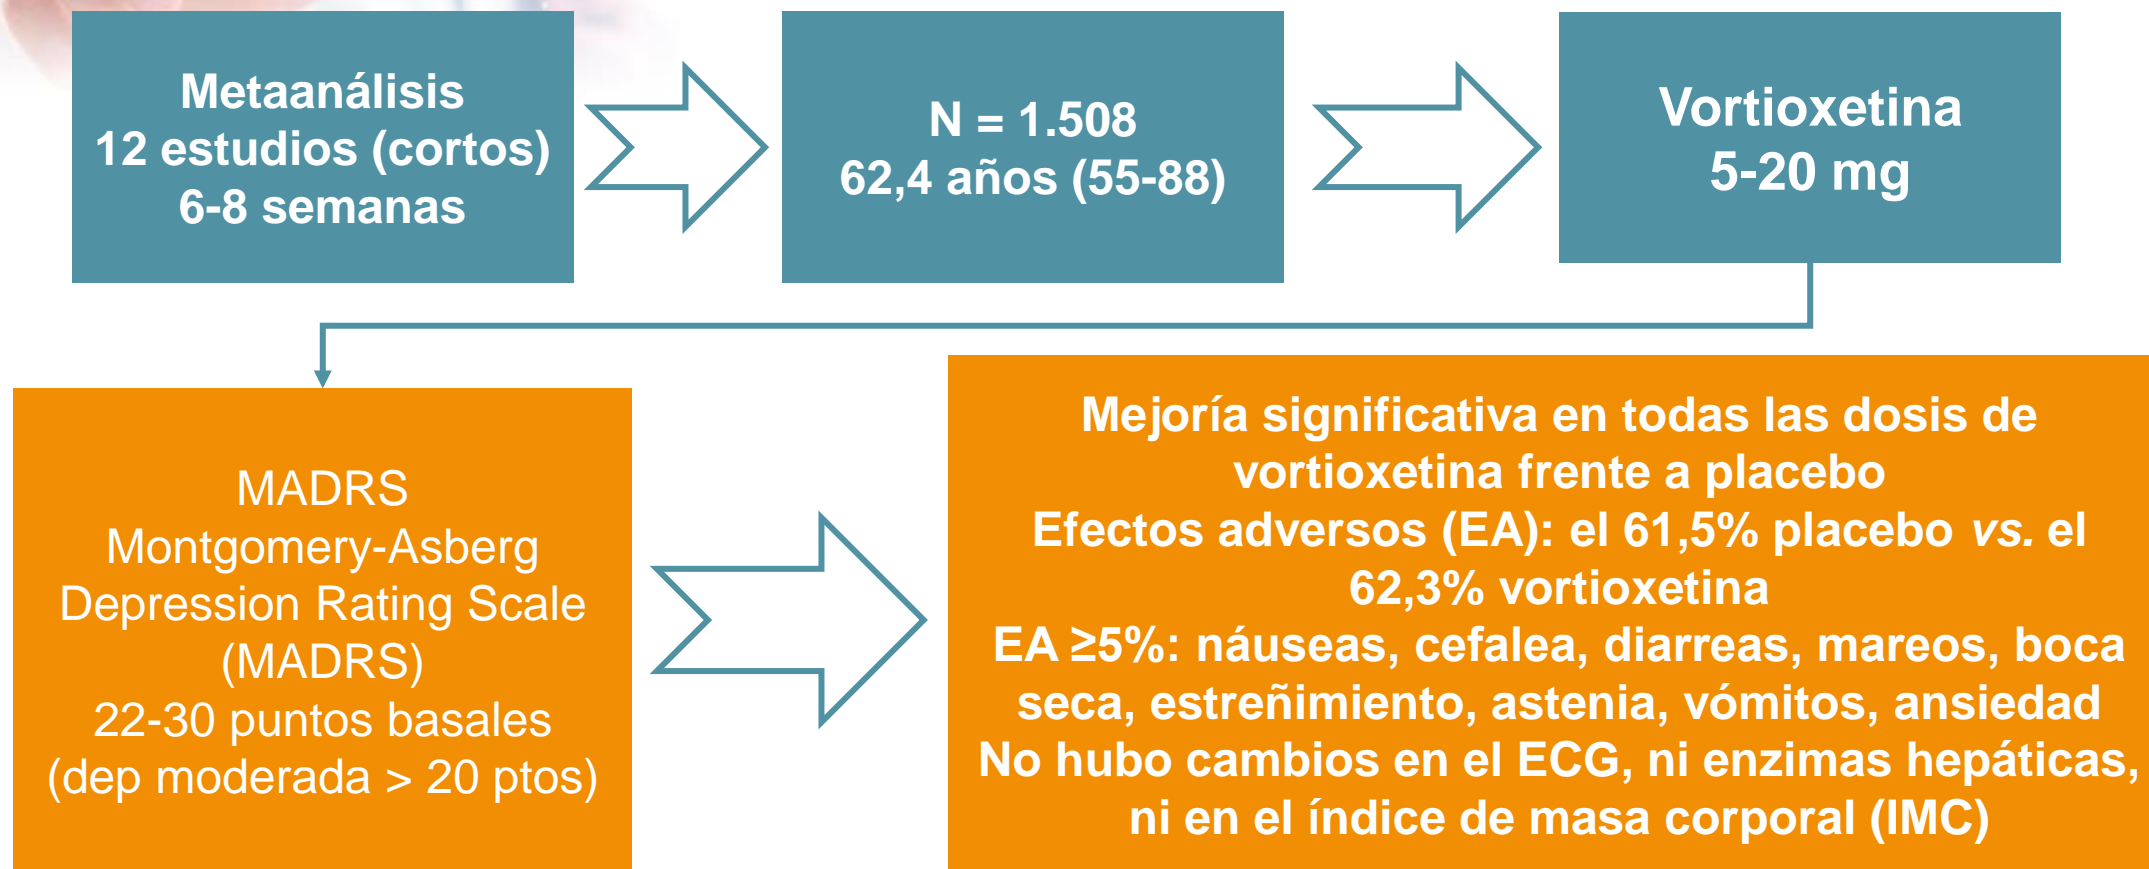 Metaanálisis
12 estudios (cortos)
6-8 semanas
N = 1.508
62,4 años (55-88)
Vortioxetina
5-20 mg
MADRS
Montgomery-Asberg
Depression Rating Scale
(MADRS)
22-30 puntos basales
(dep moderada > 20 ptos)
Mejoría significativa en todas las dosis de
vortioxetina frente a placebo
Efectos adversos (EA): el 61,5% placebo vs. el
62,3% vortioxetina
EA ≥5%: náuseas, cefalea, diarreas, mareos, boca
seca, estreñimiento, astenia, vómitos, ansiedad
No hubo cambios en el ECG, ni enzimas hepáticas,
ni en el índice de masa corporal (IMC)